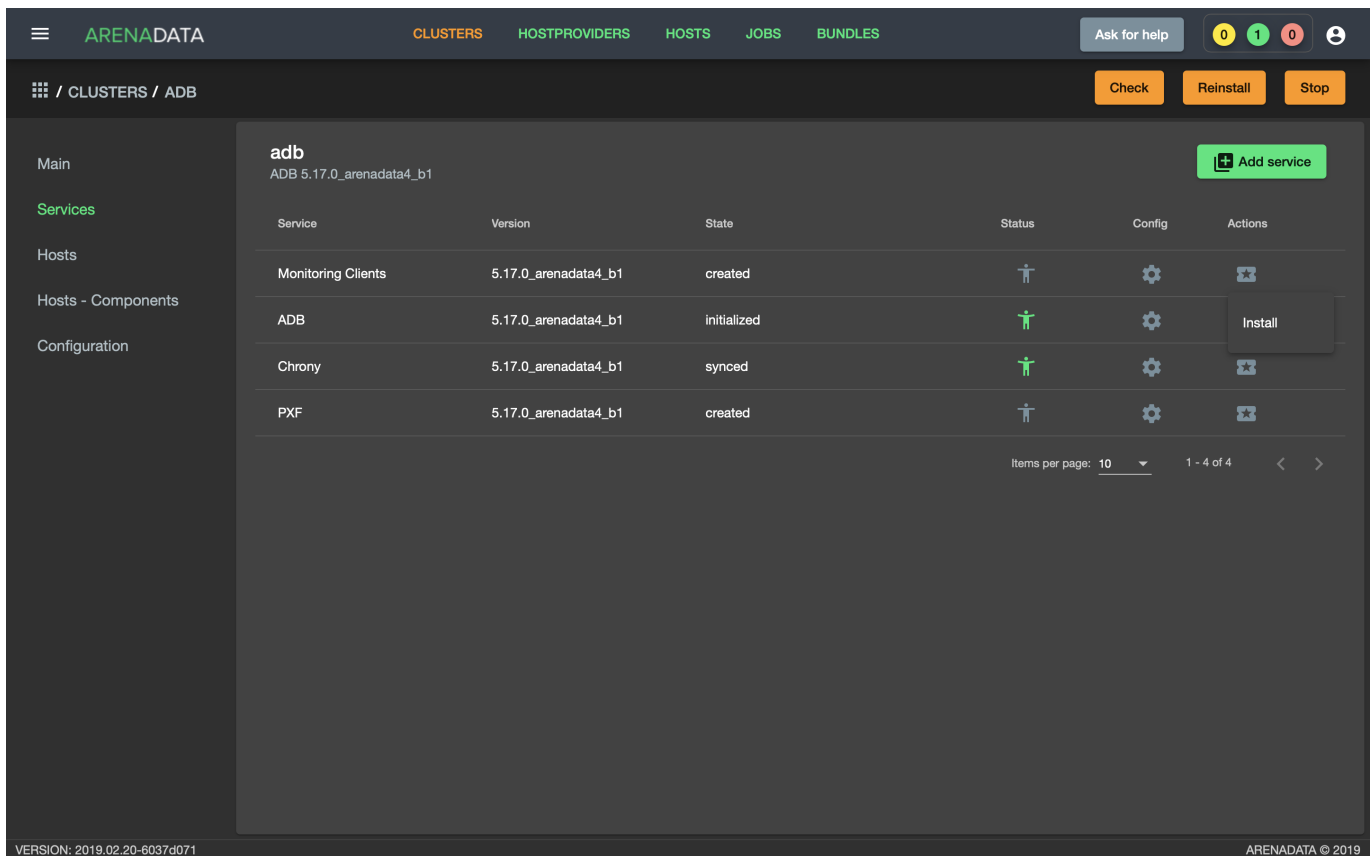 ARENADATA CLUSTERS HOSTPROVIDERS HOSTS JOBS BUNDLES Ask for help 0 1 0
/ CLUSTERS / ADB Check Reinstall Stop
Main
Services
Hosts
Hosts - Components
Configuration
adb
ADB 5.17.0_arenadata4_b1
Add service
Service Version State Status Config Actions
Monitoring Clients 5.17.0_arenadata4_b1 created
ADB 5.17.0_arenadata4_b1 initialized
Install
Chrony 5.17.0_arenadata4_b1 synced
PXF 5.17.0_arenadata4_b1 created
Items per page: 10 1 - 4 of 4
VERSION: 2019.02.20-6037d071 ARENADATA © 2019